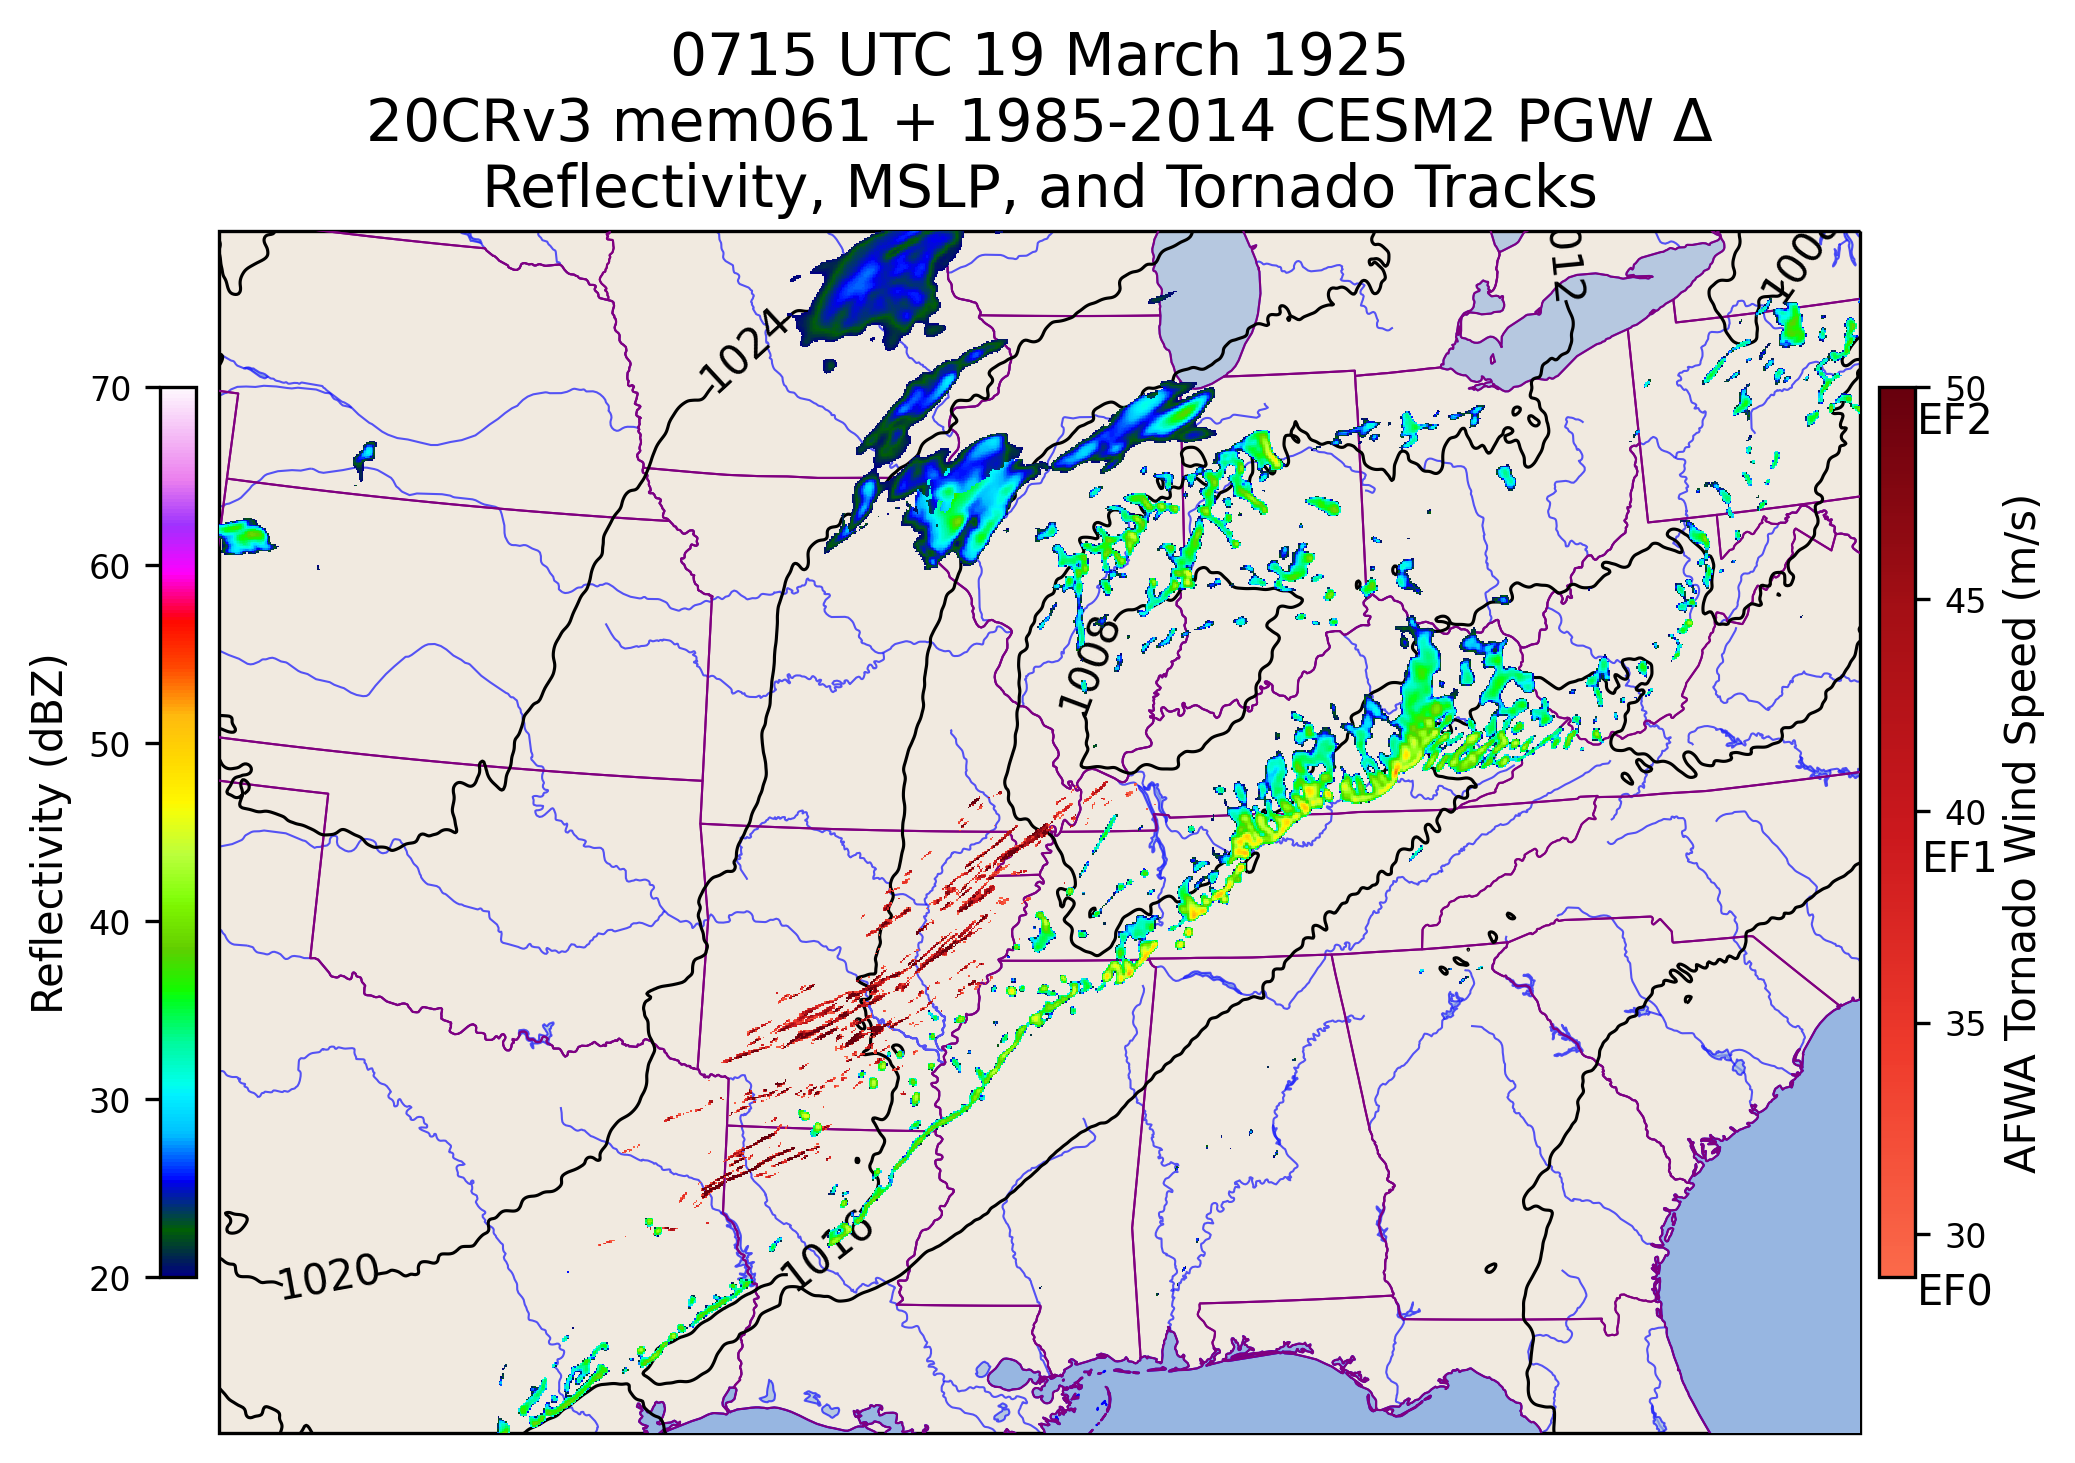 0715 UTC 19 March 1925
20CRv3 mem061 + 1985-2014 CESM2 PGW Δ
Reflectivity, MSLP, and Tornado Tracks
70
60
50
40
30
20
Reflectivity (dBZ)
1024
012
100
1008
1016
1020
50
EF2
45
40
EF1
35
30
EF0
AFWA Tornado Wind Speed (m/s)